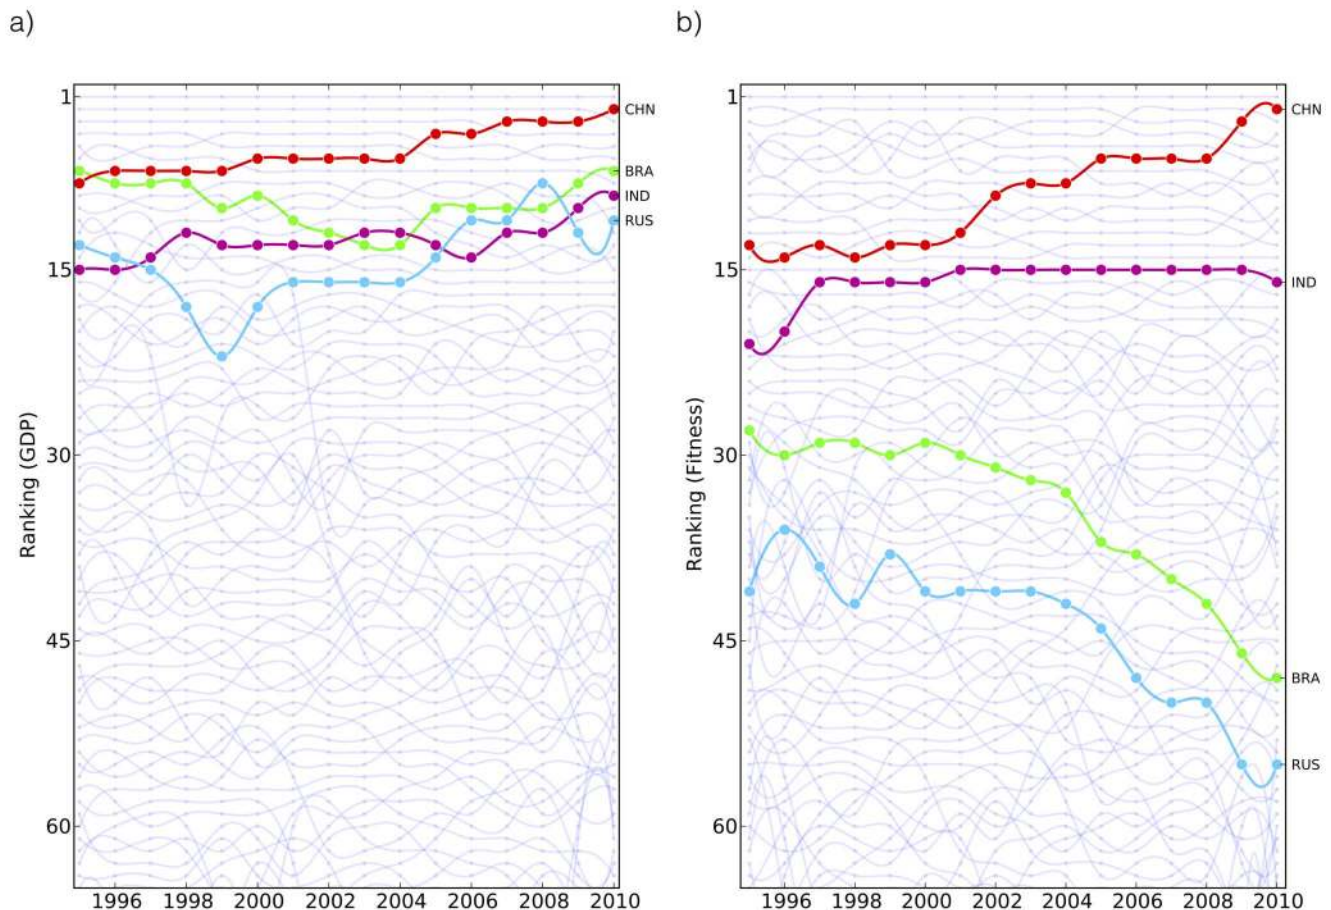 a)
1
15
30
45
60
Ranking (GDP)
1996 1998 2000 2002 2004 2006 2008 2010
CHN
BRA
IND
RUS
b)
1
15
30
45
60
Ranking (Fitness)
1996 1998 2000 2002 2004 2006 2008 2010
CHN
IND
BRA
RUS